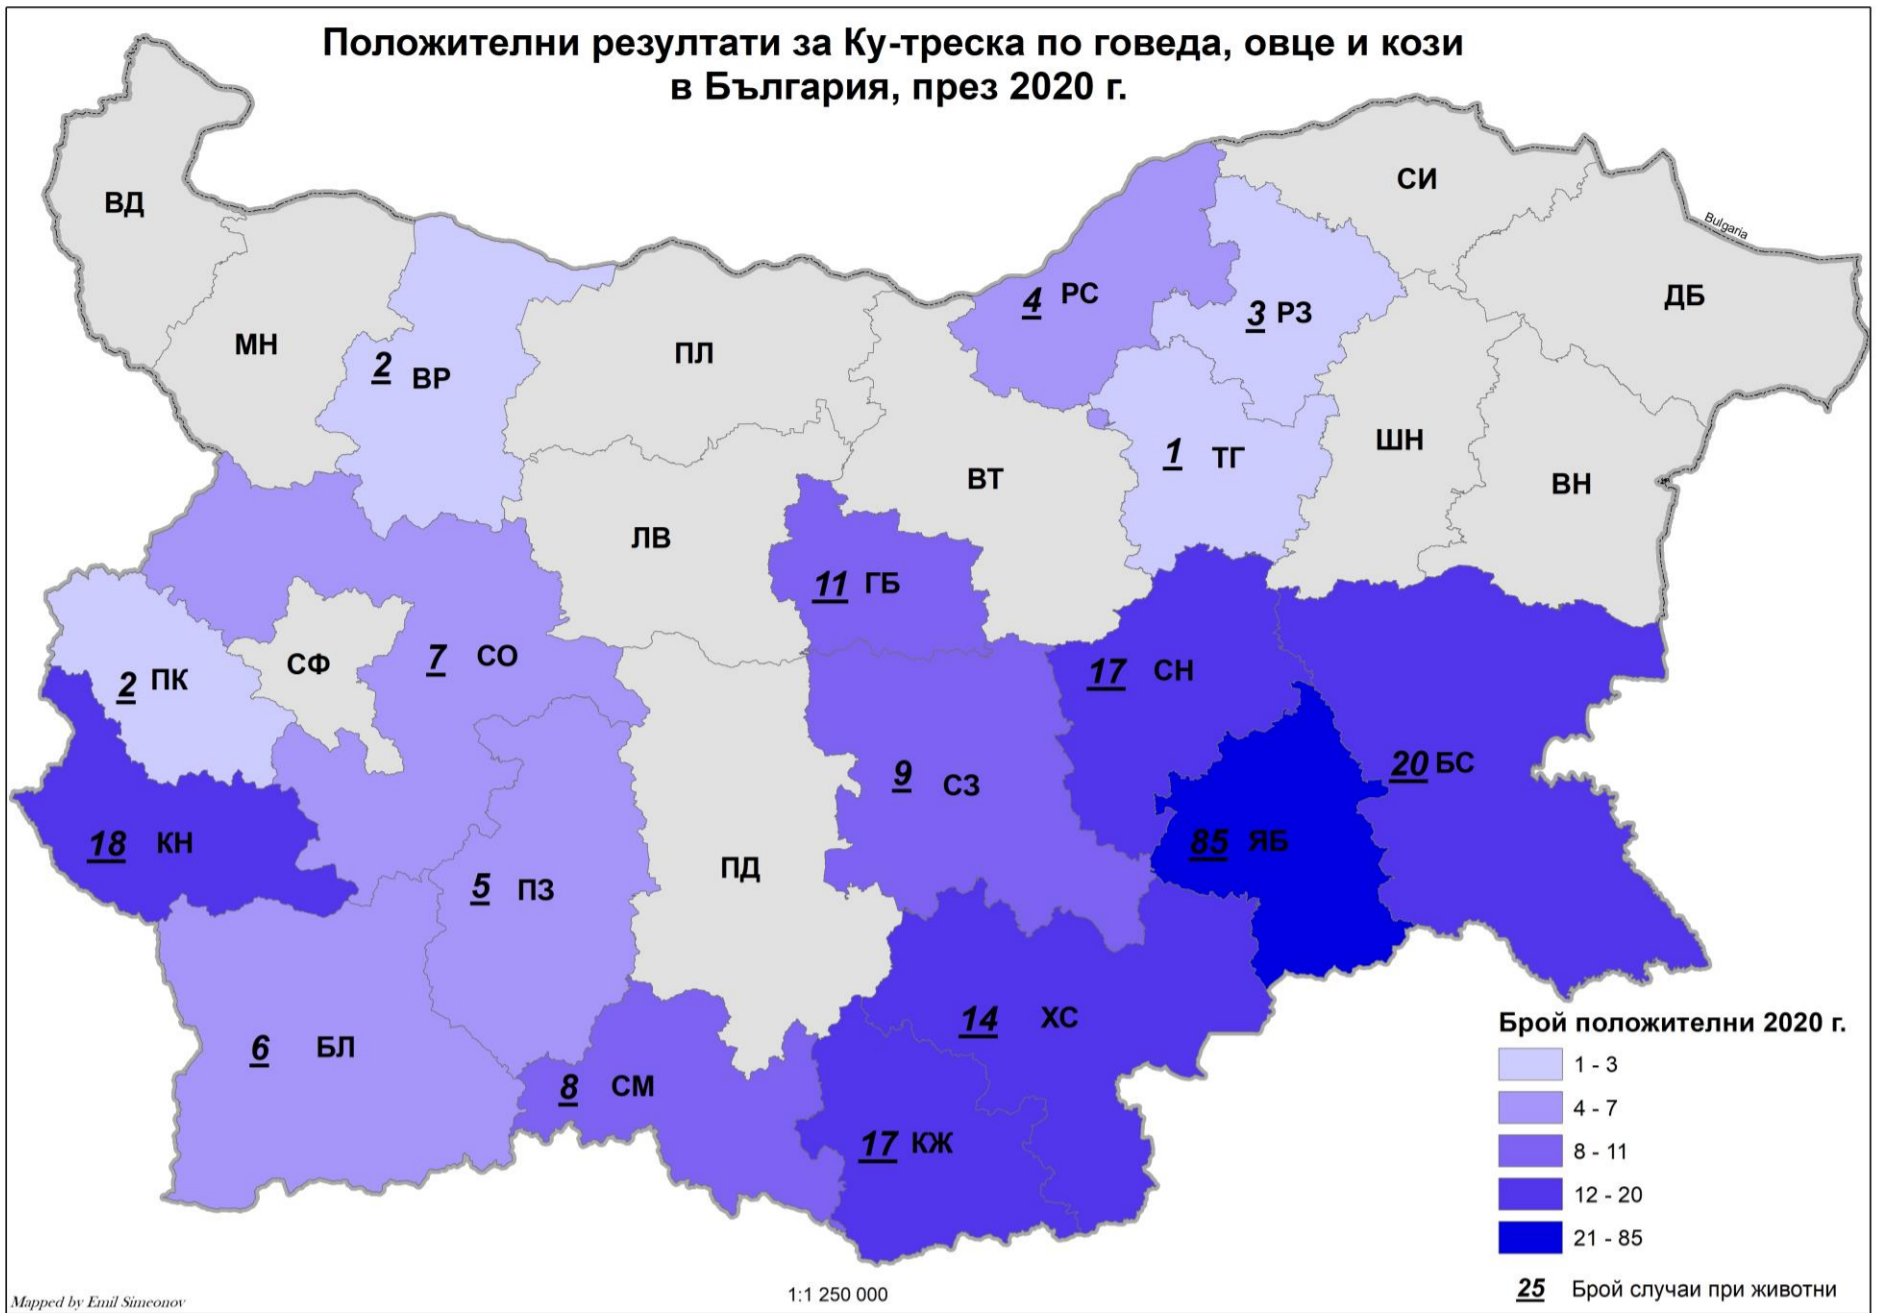 Положителни резултати за Ку-треска по говеда, овце и кози
в България, през 2020 г.
ВД
СИ
Bulgaria
МН
2 ВР
ПЛ
4 РС
3 РЗ
ДБ
ЛВ
ВТ
1 ТГ
ШН
ВН
11 ГБ
2 ПК
СФ
7 СО
17 СН
9 СЗ
20 БС
18 КН
5 ПЗ
ПД
85 ЯБ
6 БЛ
8 СМ
14 ХС
17 КЖ
Брой положителни 2020 г.
1 - 3
4 - 7
8 - 11
12 - 20
21 - 85
25 Брой случаи при животни
1:1 250 000
Mapped by Emil Simeonov